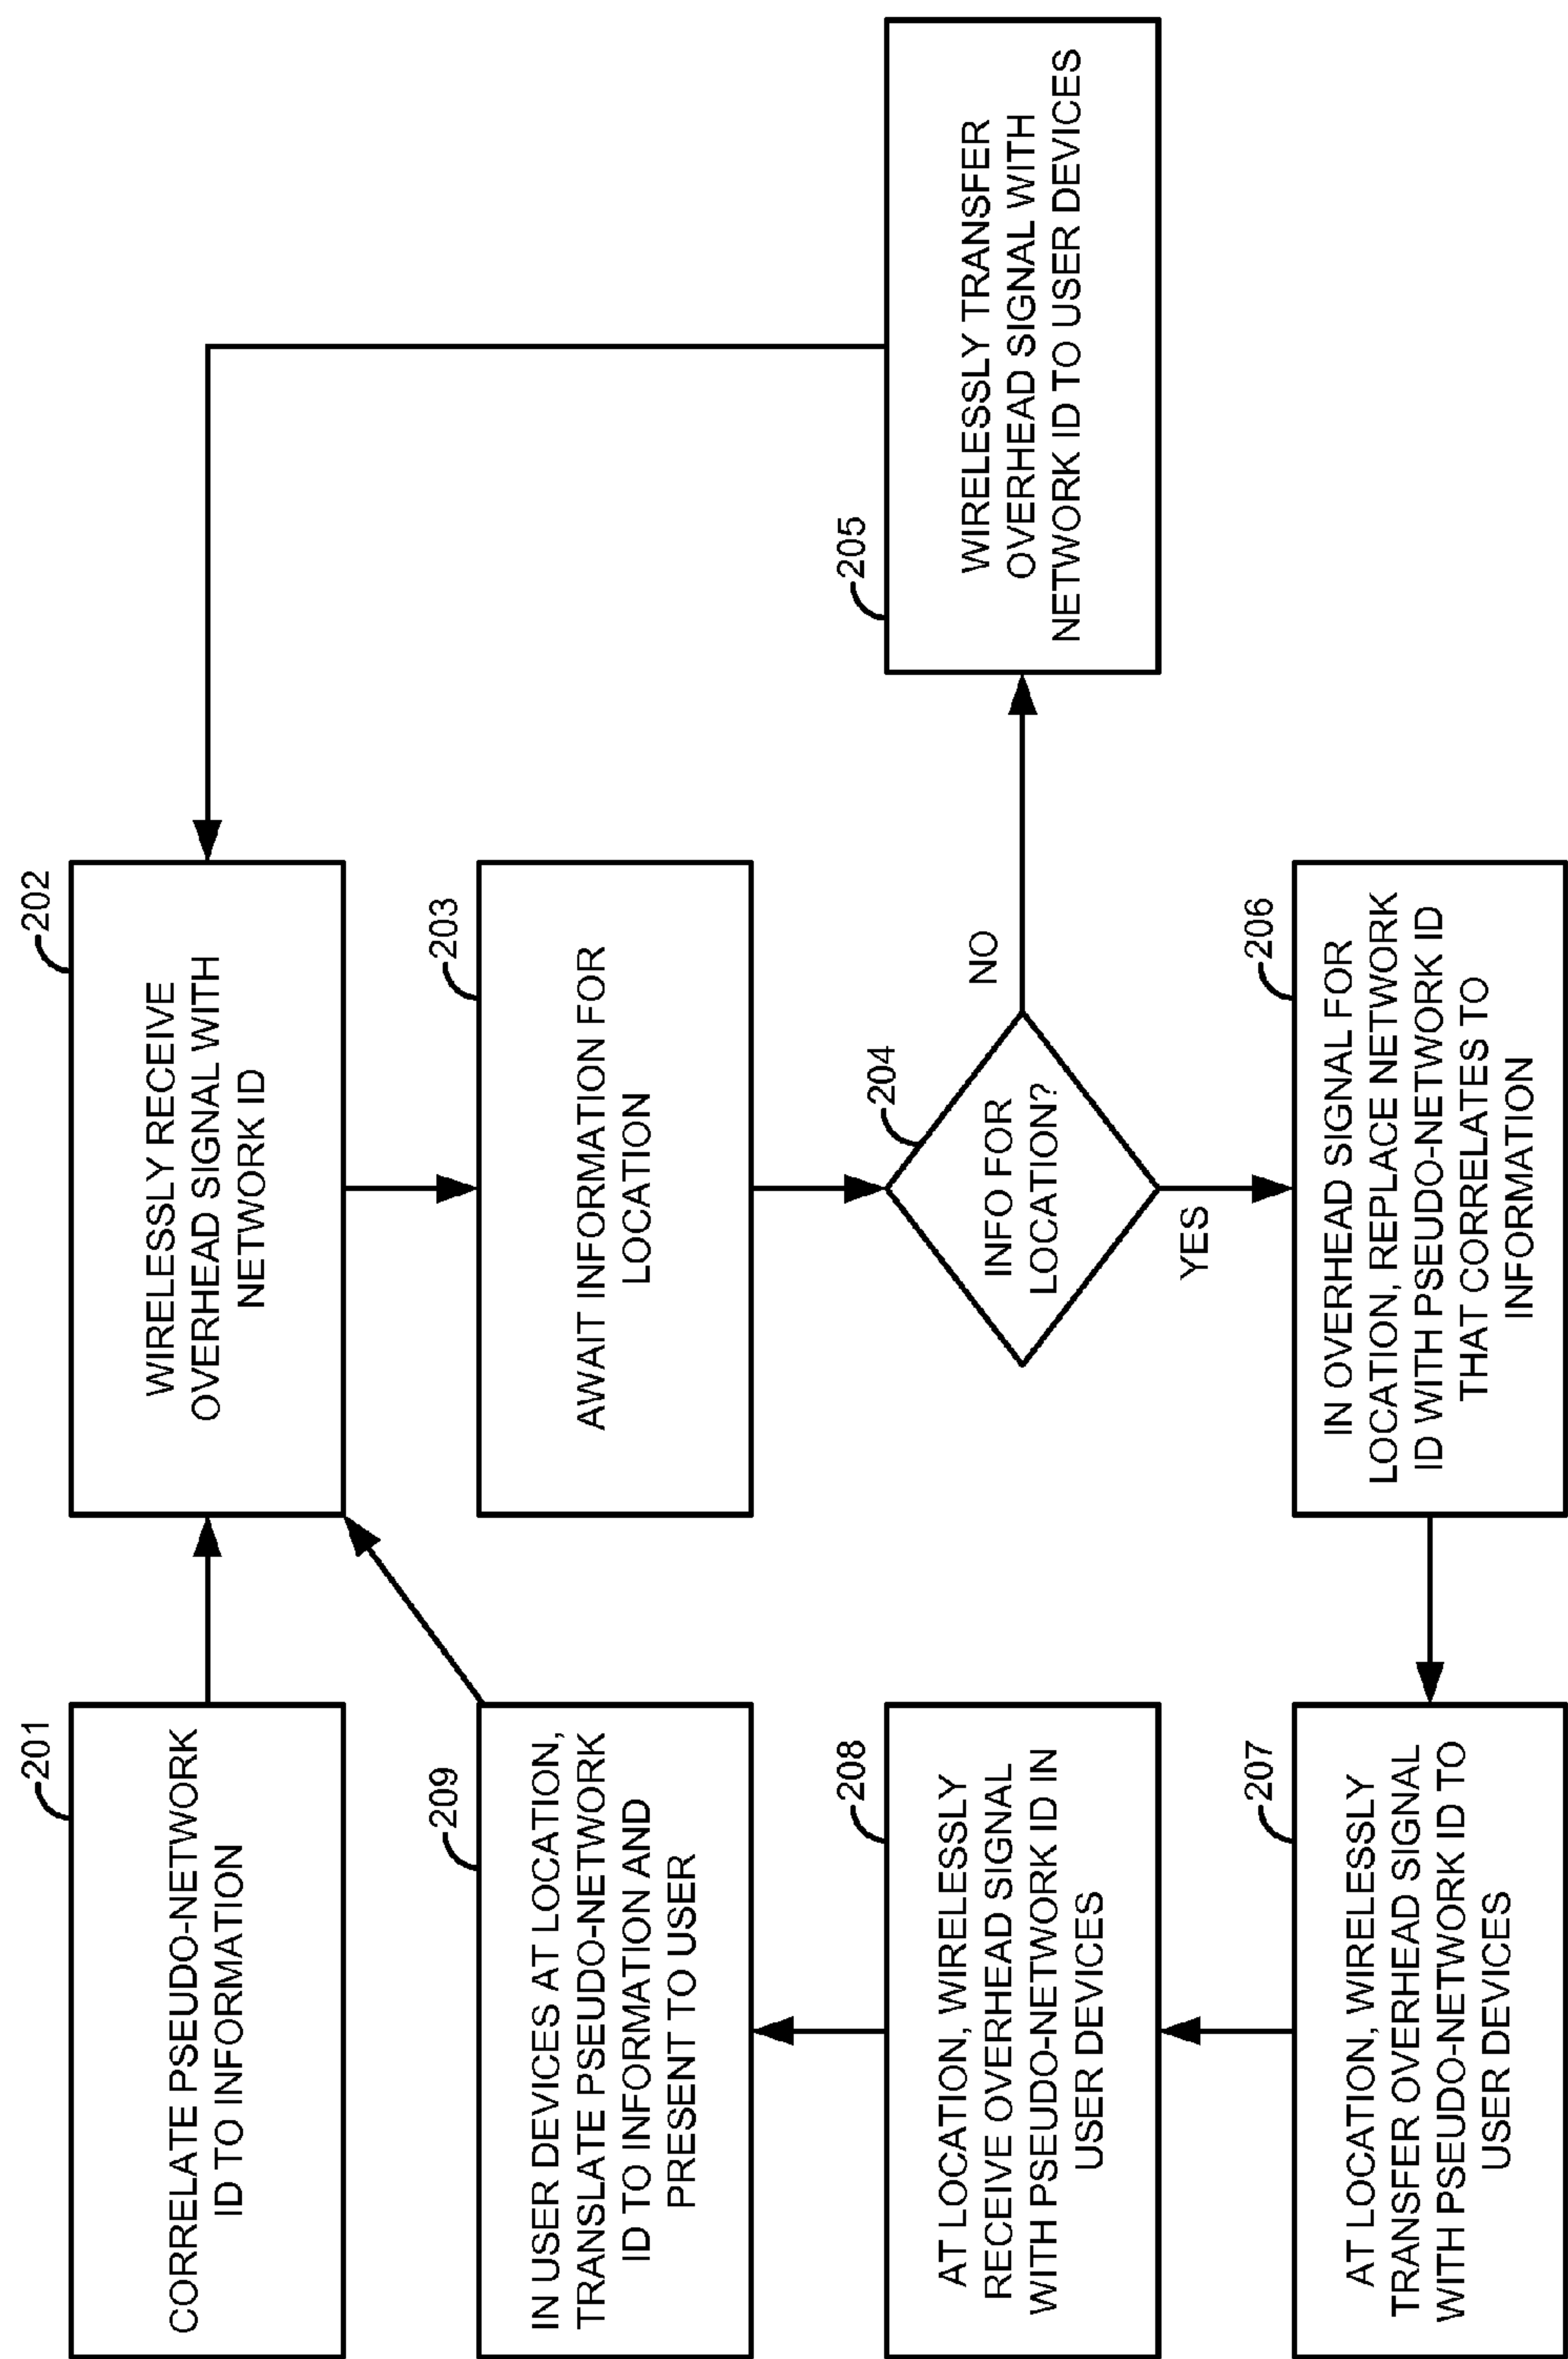 201
CORRELATE PSEUDO-NETWORK
ID TO INFORMATION
202
WIRELESSLY RECEIVE
OVERHEAD SIGNAL WITH
NETWORK ID
203
AWAIT INFORMATION FOR
LOCATION
204
INFO FOR
LOCATION?
NO
YES
205
WIRELESSLY TRANSFER
OVERHEAD SIGNAL WITH
NETWORK ID TO USER DEVICES
206
IN OVERHEAD SIGNAL FOR
LOCATION, REPLACE NETWORK
ID WITH PSEUDO-NETWORK ID
THAT CORRELATES TO
INFORMATION
207
AT LOCATION, WIRELESSLY
TRANSFER OVERHEAD SIGNAL
WITH PSEUDO-NETWORK ID TO
USER DEVICES
208
AT LOCATION, WIRELESSLY
RECEIVE OVERHEAD SIGNAL
WITH PSEUDO-NETWORK ID IN
USER DEVICES
209
IN USER DEVICES AT LOCATION,
TRANSLATE PSEUDO-NETWORK
ID TO INFORMATION AND
PRESENT TO USER